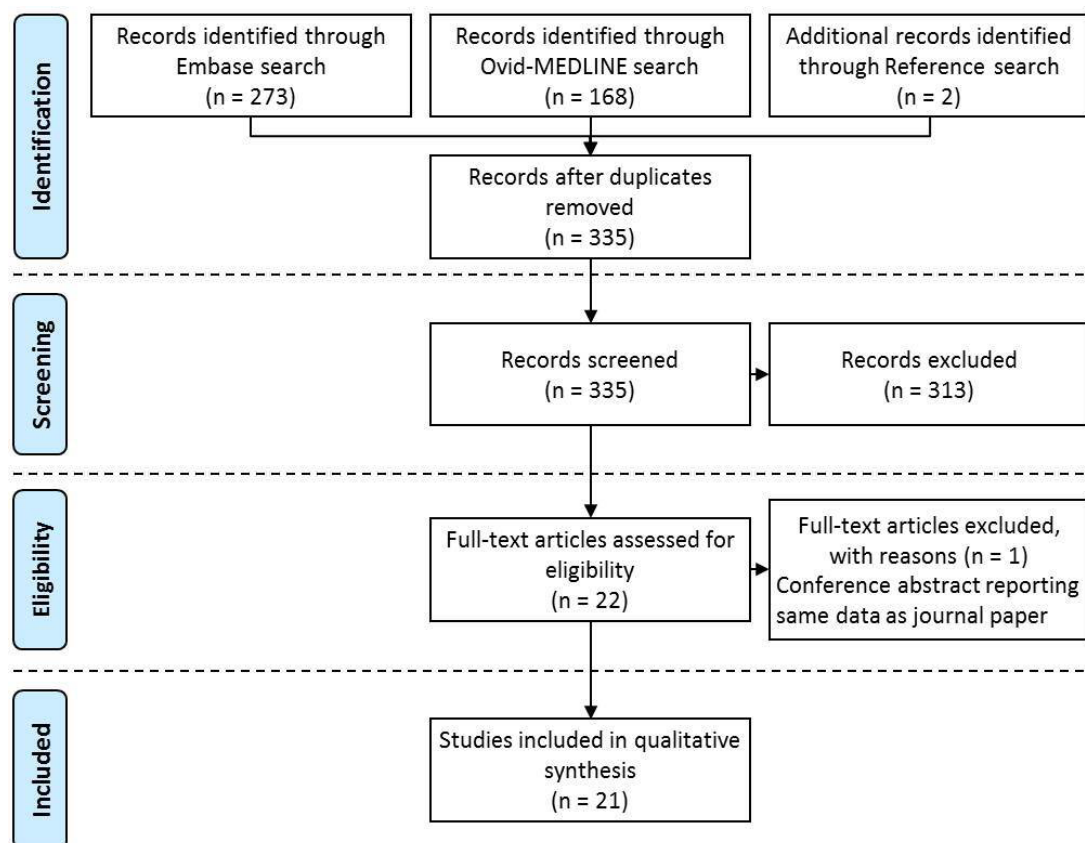 Identification
Records identified through
Embase search
(n = 273)
Records identified through
Ovid-MEDLINE search
(n = 168)
Additional records identified
through Reference search
(n = 2)
Records after duplicates
removed
(n = 335)
Screening
Records screened
(n = 335)
Records excluded
(n = 313)
Eligibility
Full-text articles assessed for
eligibility
(n = 22)
Full-text articles excluded,
with reasons (n = 1)
Conference abstract reporting
same data as journal paper
Included
Studies included in qualitative
synthesis
(n = 21)